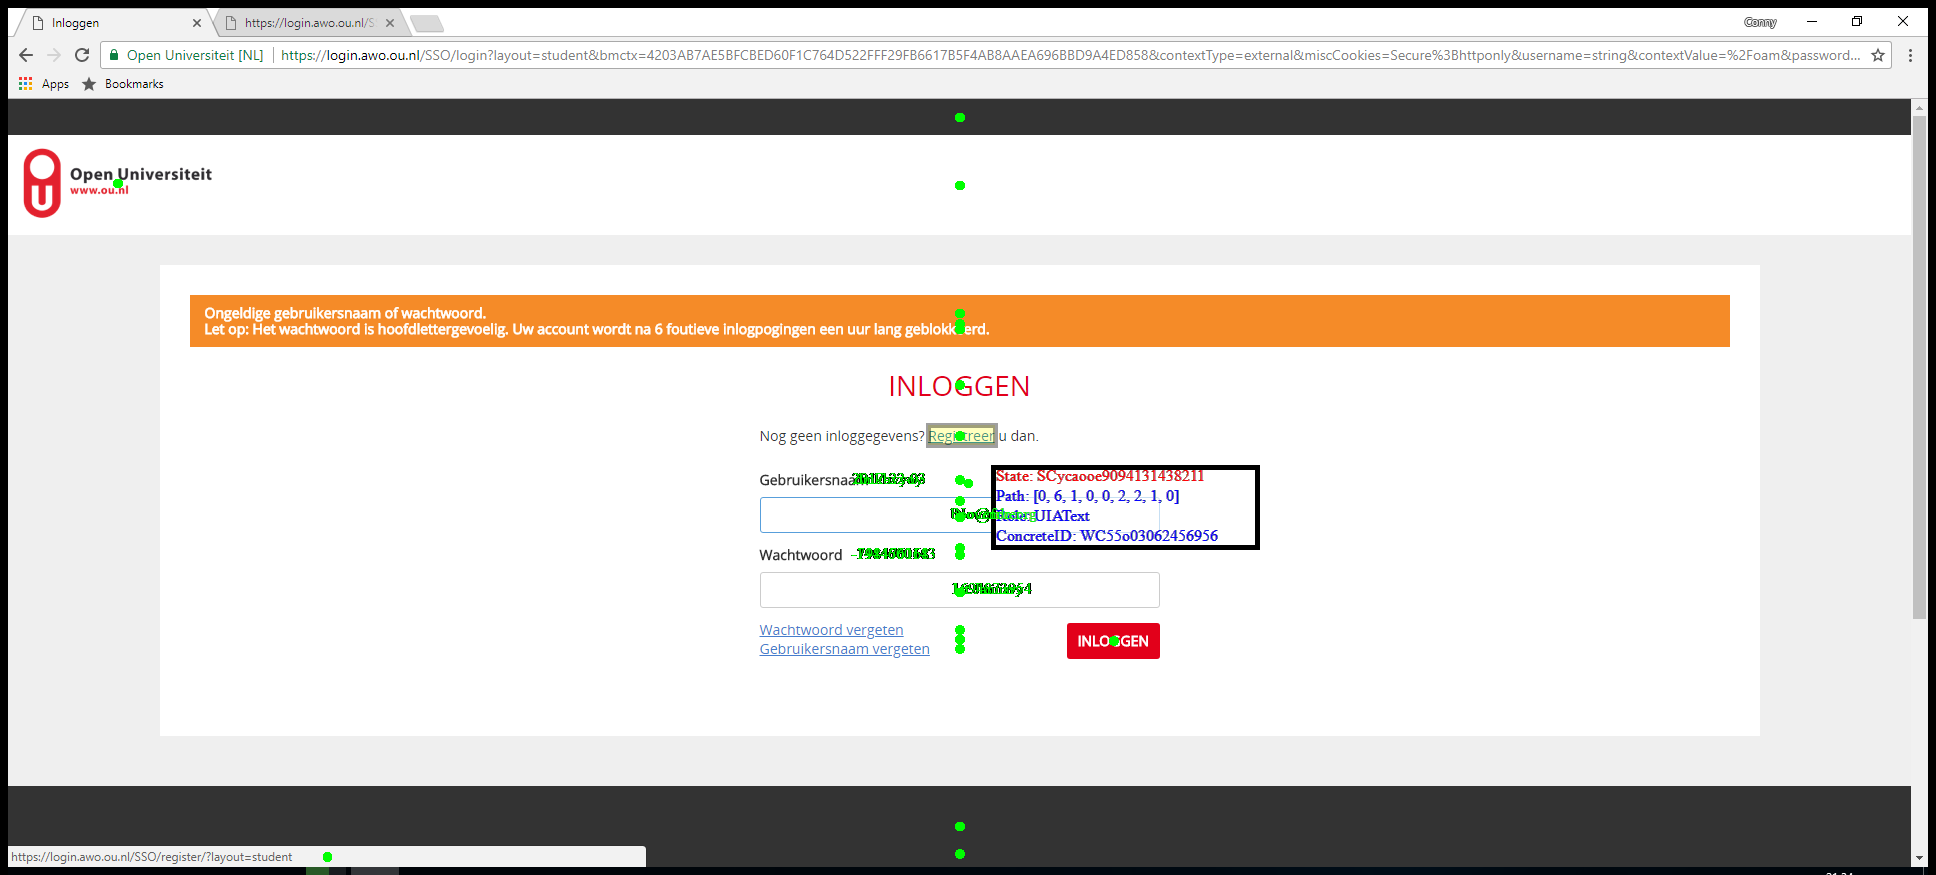 Inloggen
https://login.awo.ou.nl/S
Conny
Open Universiteit [NL]
https://login.awo.ou.nl/SSO/login?layout=student&bmctx=4203AB7AE5BFCBED60F1C764D522FFF29FB6617B5F4AB8AAEA696BBD9A4ED858&contextType=external&miscCookies=Secure%3Bhttponly&username=string&contextValue=%2Foam&password...
Apps
Bookmarks
Open Universiteit
www.ou.nl
Ongeldige gebruikersnaam of wachtwoord.
Let op: Het wachtwoord is hoofdlettergevoelig. Uw account wordt na 6 foutieve inlogpogingen een uur lang geblokkeerd.
INLOGGEN
Nog geen inloggegevens? Registreer u dan.
Gebruikersnaam
State: SCycaooe9094131438211
Path: [0, 6, 1, 0, 0, 2, 2, 1, 0]
Role: UIAText
ConcreteID: WC55o03062456956
Wachtwoord
Wachtwoord vergeten
INLOGGEN
Gebruikersnaam vergeten
https://login.awo.ou.nl/SSO/register/?layout=student